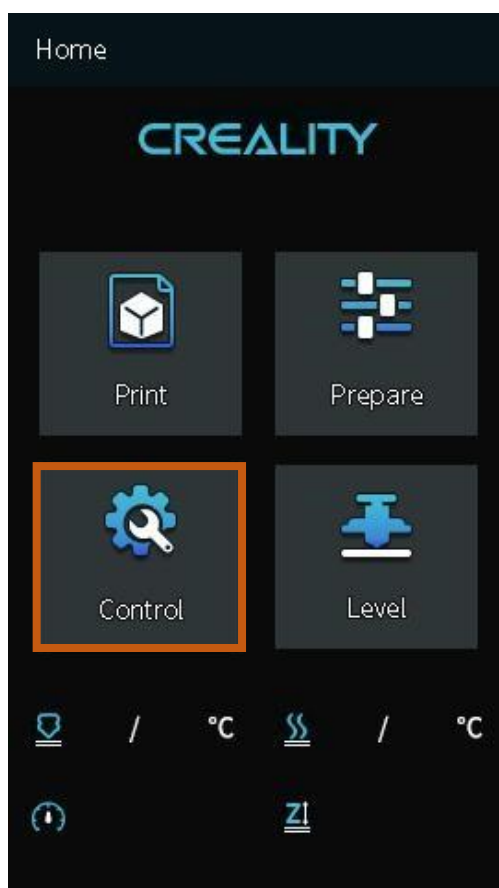 Home
CREALITY
Print Prepare
Control Level
/ °C / °C
Z